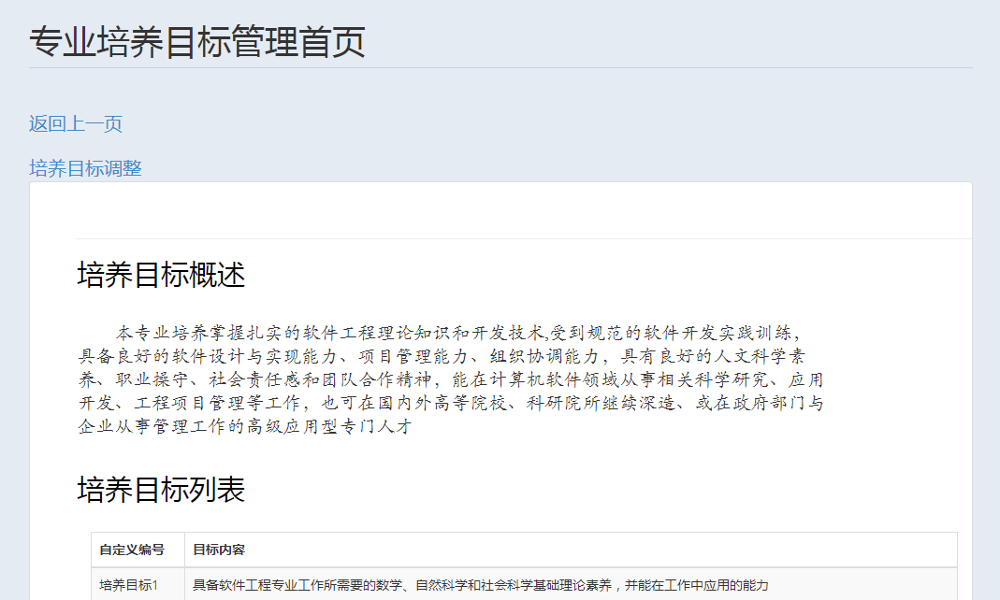 专业培养目标管理首页
返回上一页
培养目标调整
培养目标概述
本专业培养掌握扎实的软件工程理论知识和开发技术,受到规范的软件开发实践训练，
具备良好的软件设计与实现能力、项目管理能力、组织协调能力，具有良好的人文科学素
养、职业操守、社会责任感和团队合作精神，能在计算机软件领域从事相关科学研究、应用
开发、工程项目管理等工作，也可在国内外高等院校、科研院所继续深造、或在政府部门与
企业从事管理工作的高级应用型专门人才
培养目标列表
自定义编号 目标内容
培养目标1 具备软件工程专业工作所需要的数学、自然科学和社会科学基础理论素养，并能在工作中应用的能力